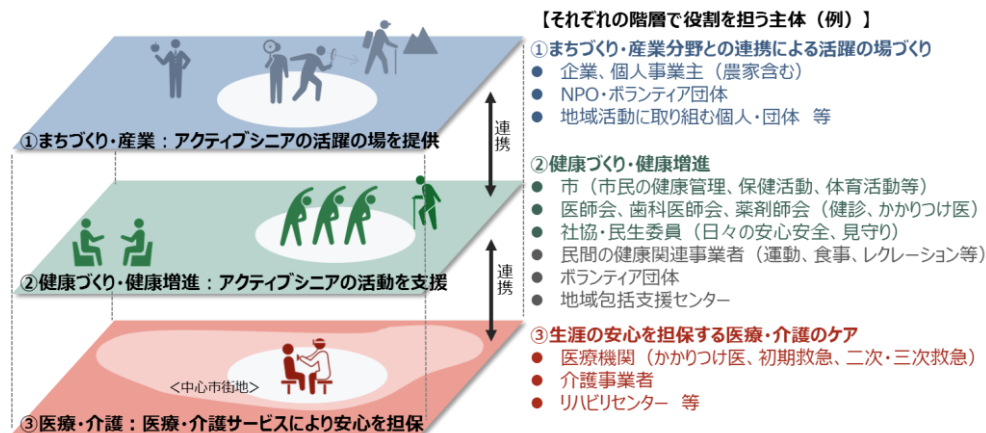 【それぞれの階層で役割を担う主体（例）】
①まちづくり・産業分野との連携による活躍の場づくり
● 企業、個人事業主（農家含む）
● NPO・ボランティア団体
● 地域活動に取り組む個人・団体 等
①まちづくり・産業：アクティブシニアの活躍の場を提供
連携
②健康づくり・健康増進
● 市（市民の健康管理、保健活動、体育活動等）
● 医師会、歯科医師会、薬剤師会（健診、かかりつけ医）
● 社協・民生委員（日々の安心安全、見守り）
● 民間の健康関連事業者（運動、食事、レクレーション等）
● ボランティア団体
● 地域包括支援センター
②健康づくり・健康増進：アクティブシニアの活動を支援
連携
③生涯の安心を担保する医療・介護のケア
● 医療機関（かかりつけ医、初期救急、二次・三次救急）
● 介護事業者
● リハビリセンター 等
＜中心市街地＞
③医療・介護：医療・介護サービスにより安心を担保